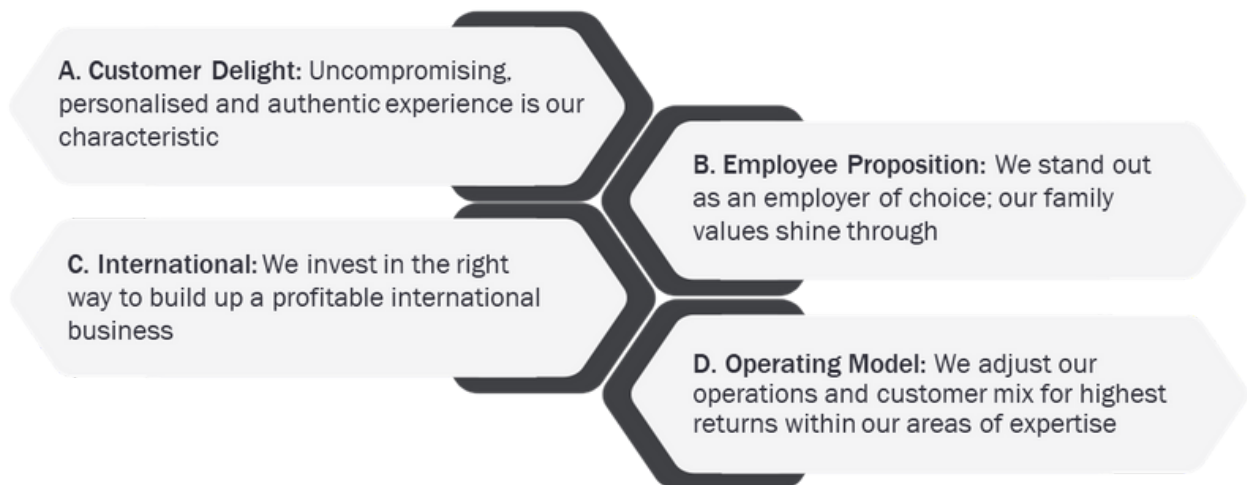 A. Customer Delight: Uncompromising,
personalised and authentic experience is our
characteristic
B. Employee Proposition: We stand out
as an employer of choice; our family
values shine through
C. International: We invest in the right
way to build up a profitable international
business
D. Operating Model: We adjust our
operations and customer mix for highest
returns within our areas of expertise